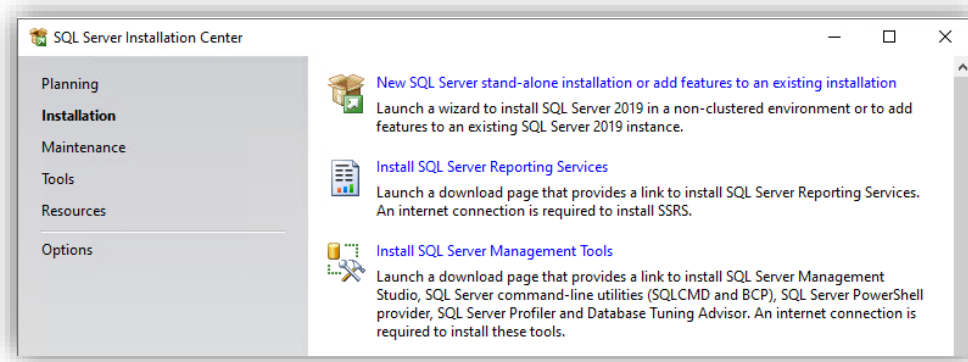 SQL Server Installation Center
Planning
Installation
Maintenance
Tools
Resources
Options
New SQL Server stand-alone installation or add features to an existing installation
Launch a wizard to install SQL Server 2019 in a non-clustered environment or to add
features to an existing SQL Server 2019 instance.
Install SQL Server Reporting Services
Launch a download page that provides a link to install SQL Server Reporting Services.
An internet connection is required to install SSRS.
Install SQL Server Management Tools
Launch a download page that provides a link to install SQL Server Management
Studio, SQL Server command-line utilities (SQLCMD and BCP), SQL Server PowerShell
provider, SQL Server Profiler and Database Tuning Advisor. An internet connection is
required to install these tools.